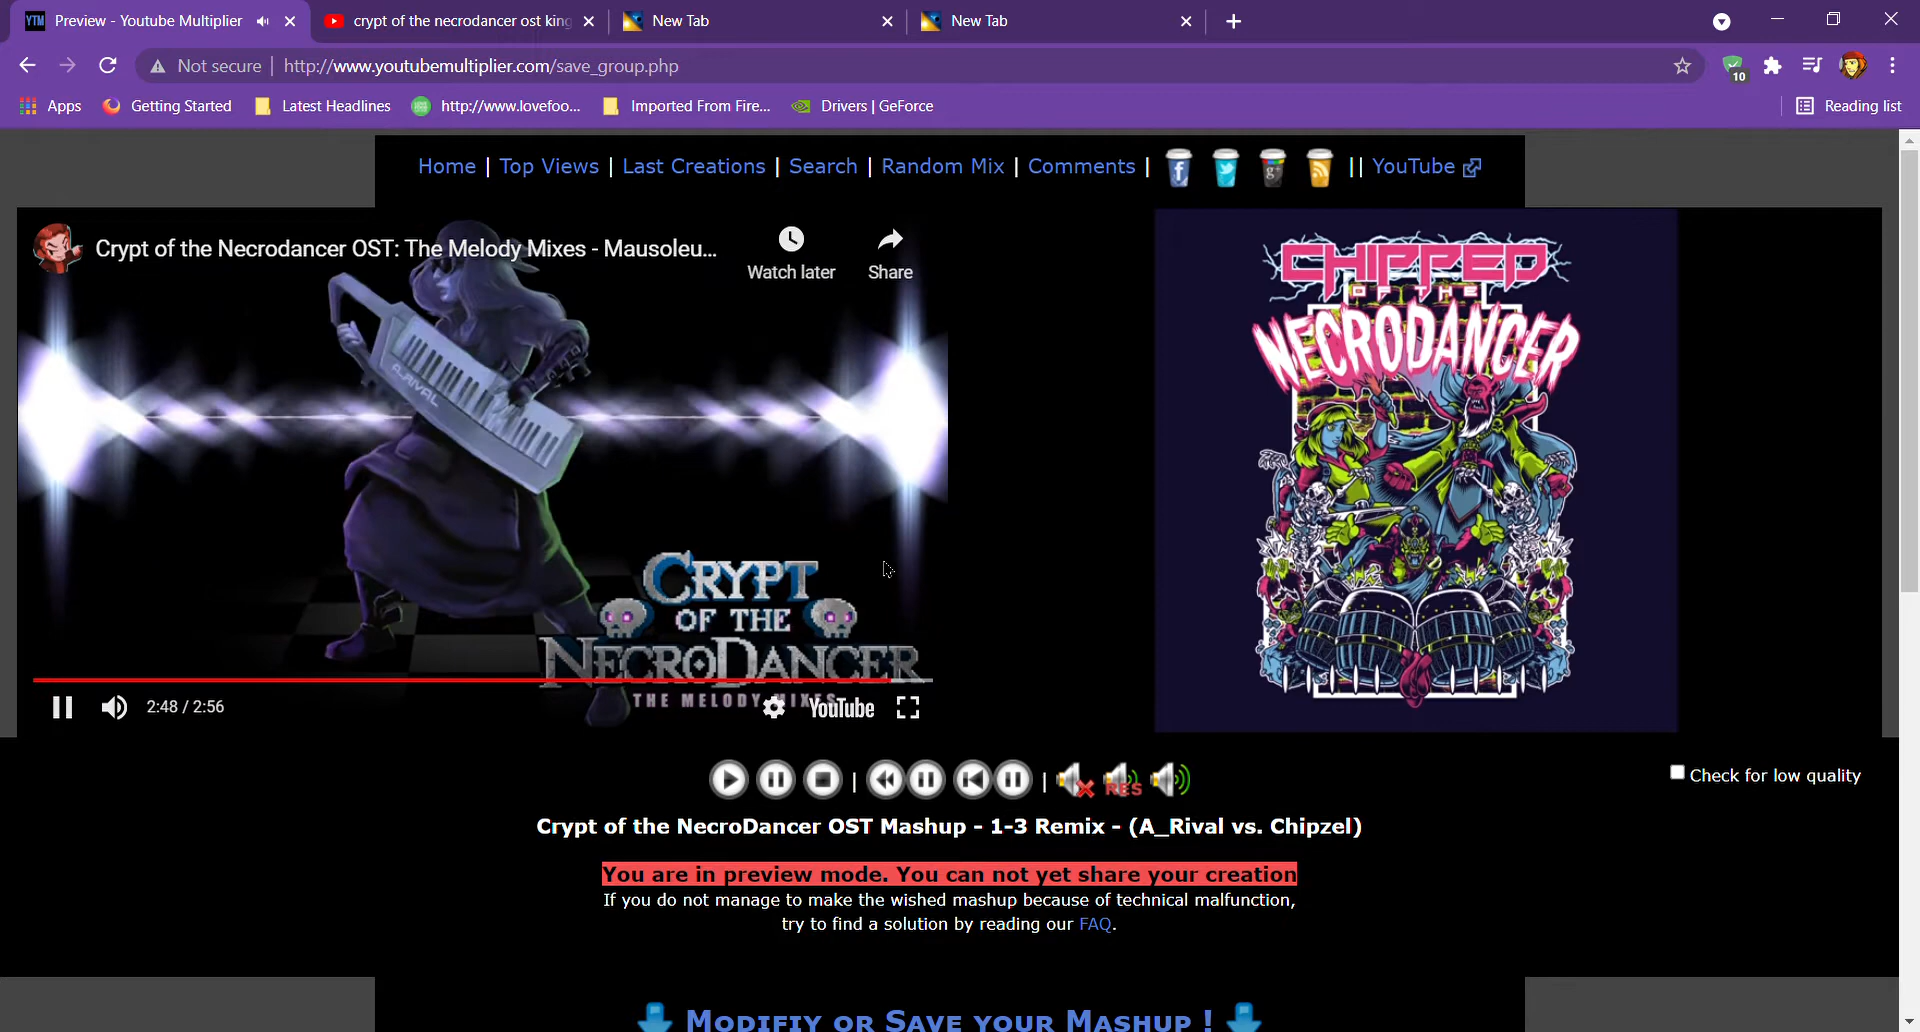 YTM Preview - Youtube Multiplier
crypt of the necrodancer ost king
New Tab
New Tab
Not secure | http://www.youtubemultiplier.com/save_group.php
10
Apps
Getting Started
Latest Headlines
http://www.lovefoo...
Imported From Fire...
Drivers | GeForce
Reading list
Home | Top Views | Last Creations | Search | Random Mix | Comments | || YouTube
Crypt of the Necrodancer OST: The Melody Mixes - Mausoleu...
Watch later
Share
A_RIVAL
CRYPT
OF THE
NECRODANCER
THE MELODY MIXES
2:48 / 2:56
YouTube
CHIPPED
OF THE
NECRODANCER
RES
Check for low quality
Crypt of the NecroDancer OST Mashup - 1-3 Remix - (A_Rival vs. Chipzel)
You are in preview mode. You can not yet share your creation
If you do not manage to make the wished mashup because of technical malfunction,
try to find a solution by reading our FAQ.
MODIFIY OR SAVE YOUR MASHUP !